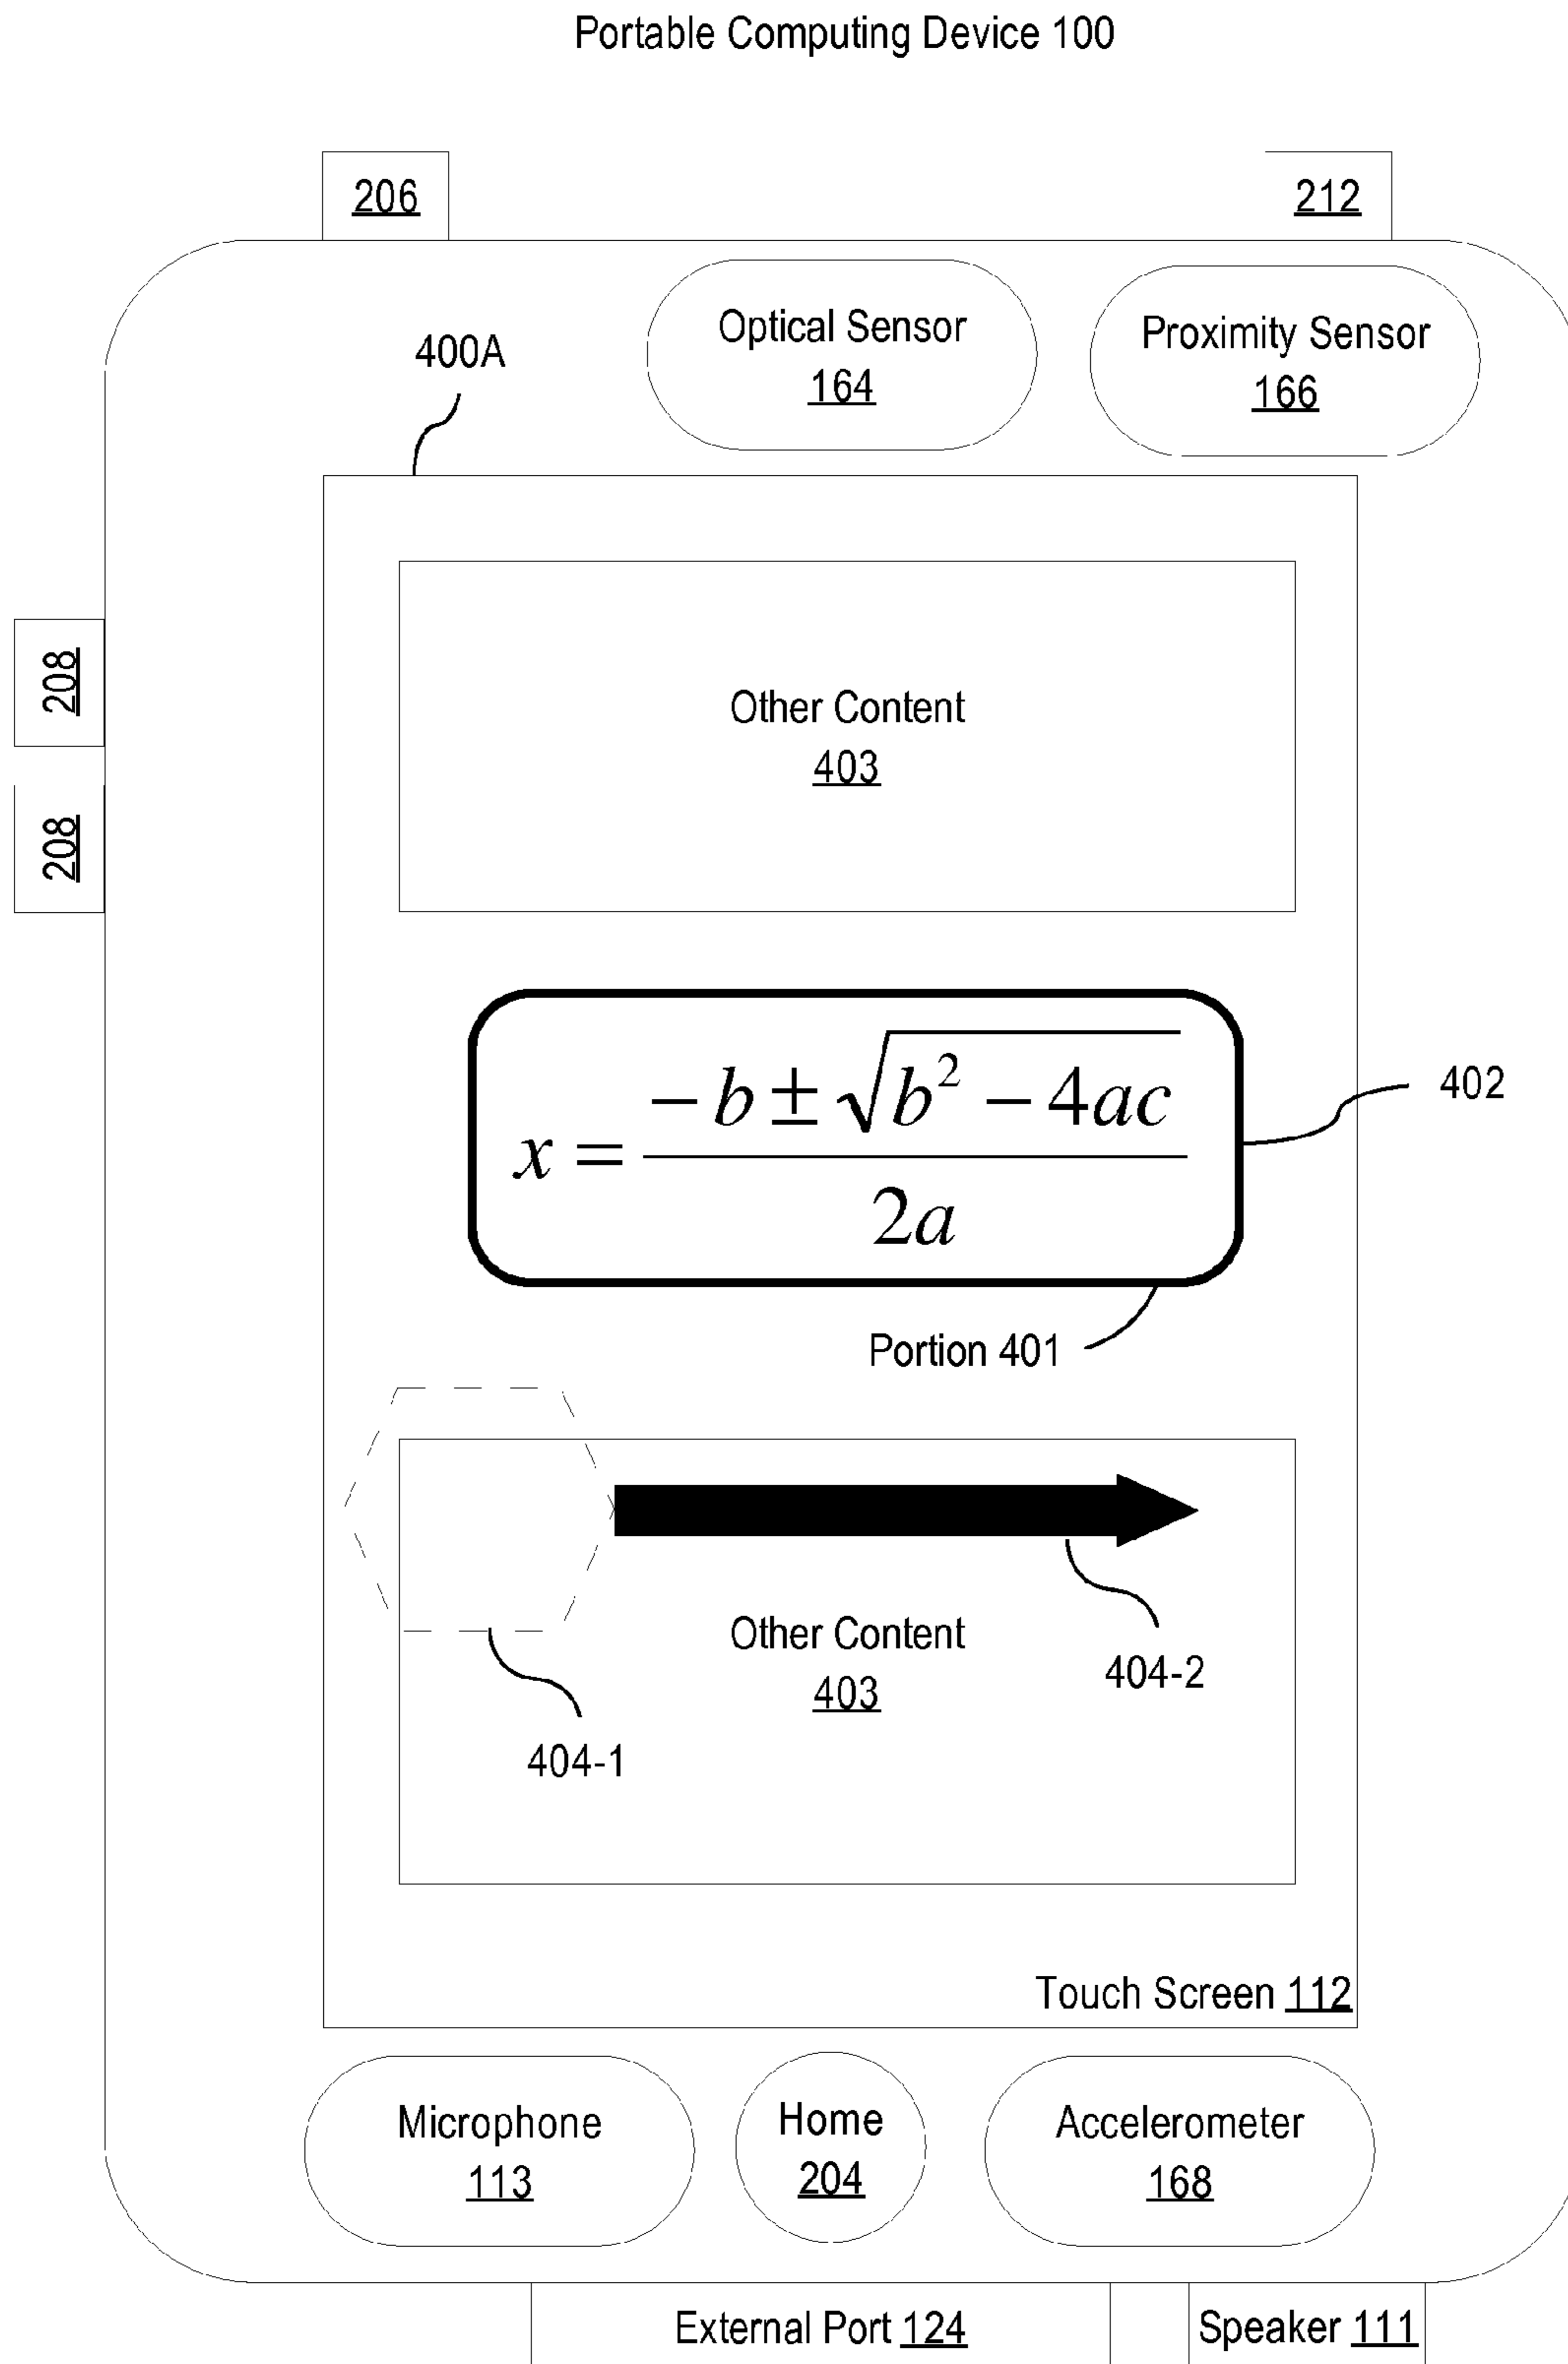 Portable Computing Device 100
206
212
Optical Sensor
164
Proximity Sensor
166
400A
208
208
Other Content
403
x = −b ± √b² − 4ac / 2a
402
Portion 401
Other Content
403
404-2
404-1
Touch Screen 112
Microphone
113
Home
204
Accelerometer
168
External Port 124
Speaker 111